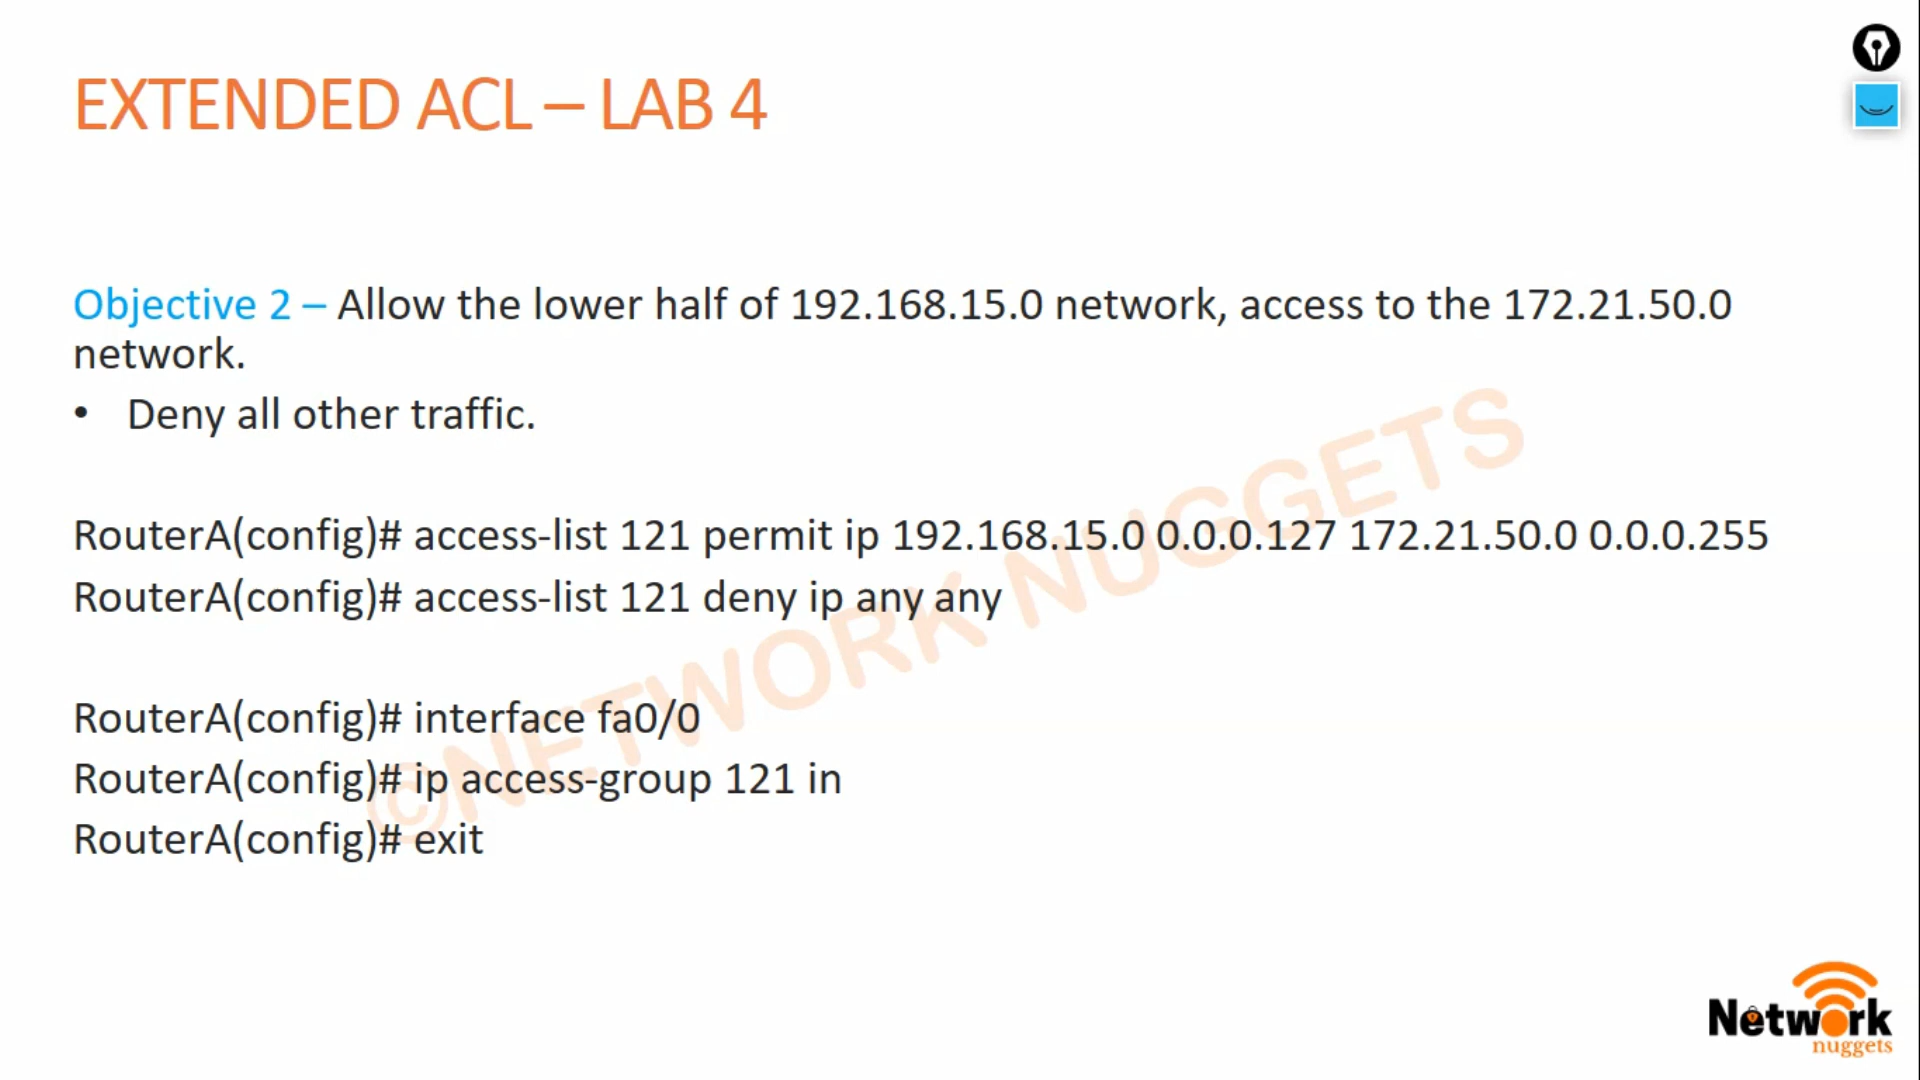 EXTENDED ACL – LAB 4
Objective 2 – Allow the lower half of 192.168.15.0 network, access to the 172.21.50.0
network.
• Deny all other traffic.
RouterA(config)# access-list 121 permit ip 192.168.15.0 0.0.0.127 172.21.50.0 0.0.0.255
RouterA(config)# access-list 121 deny ip any any
RouterA(config)# interface fa0/0
RouterA(config)# ip access-group 121 in
RouterA(config)# exit
©NETWORK NUGGETS
Network
nuggets